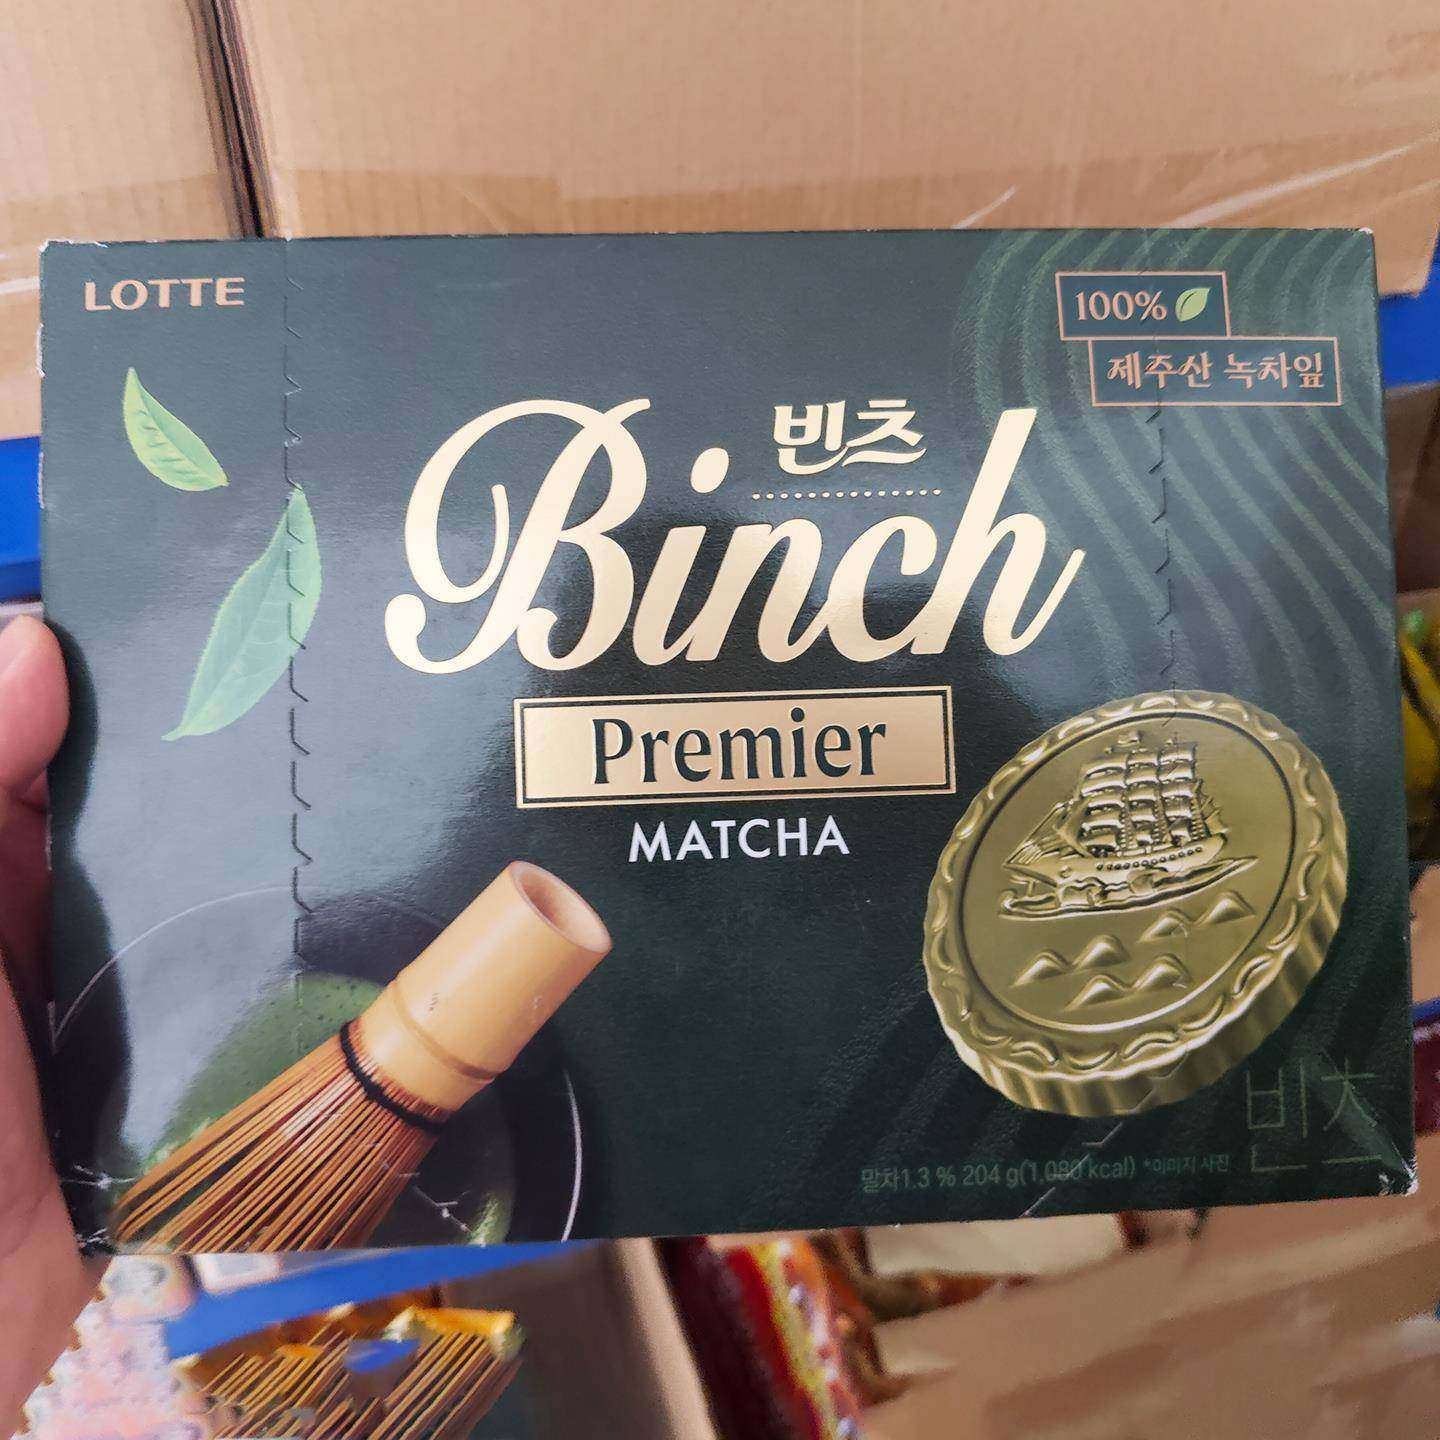 LOTTE
100%
제주산 녹차잎
빈츠
Binch
Premier
MATCHA
빈츠
말차1.3 % 204 g(1,080 kcal) *이미지 사진